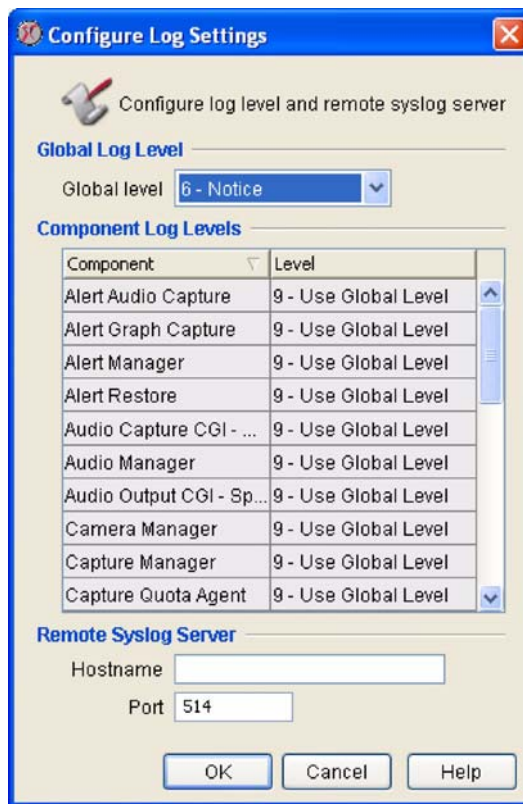 Configure Log Settings
Configure log level and remote syslog server
Global Log Level
Global level 6 - Notice
Component Log Levels
Component Level
Alert Audio Capture 9 - Use Global Level
Alert Graph Capture 9 - Use Global Level
Alert Manager 9 - Use Global Level
Alert Restore 9 - Use Global Level
Audio Capture CGI - ... 9 - Use Global Level
Audio Manager 9 - Use Global Level
Audio Output CGI - Sp... 9 - Use Global Level
Camera Manager 9 - Use Global Level
Capture Manager 9 - Use Global Level
Capture Quota Agent 9 - Use Global Level
Remote Syslog Server
Hostname
Port 514
OK Cancel Help